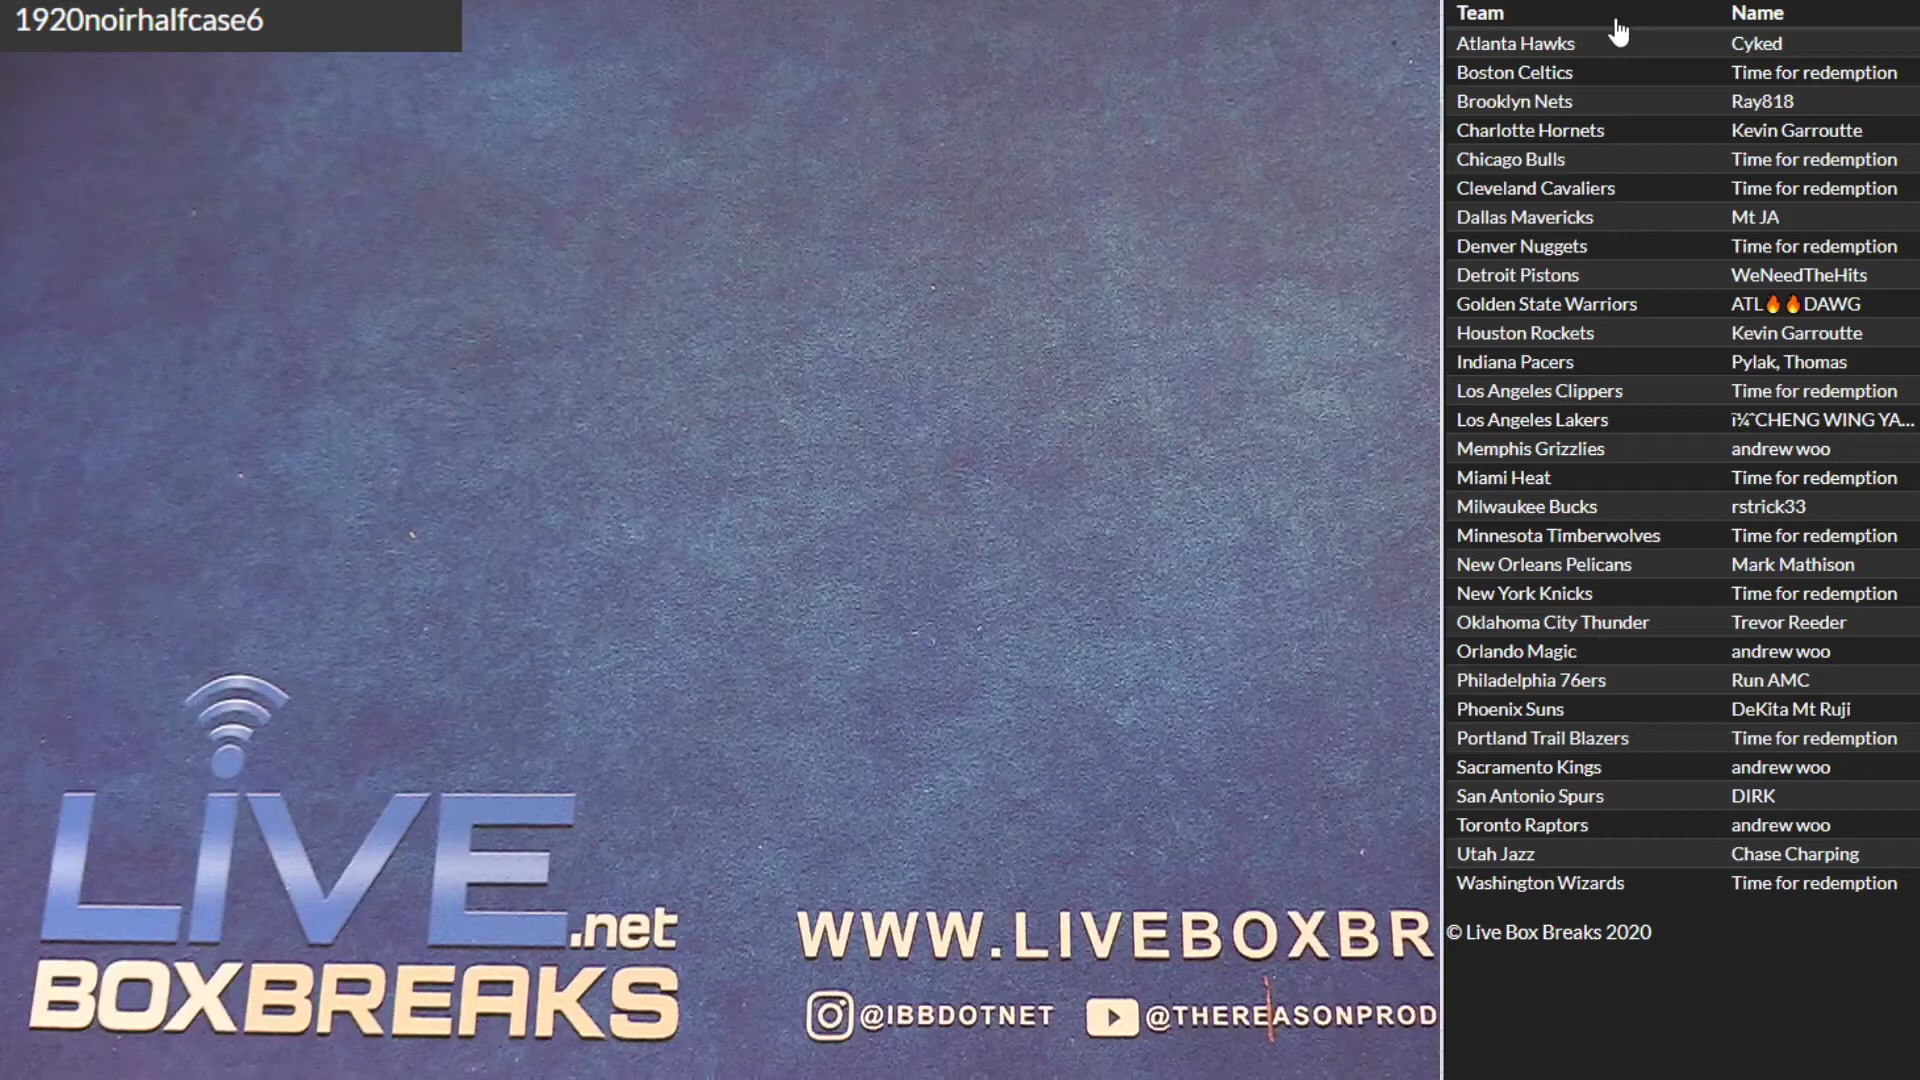 1920noirhalfcase6
LIVE.net
BOXBREAKS
WWW.LIVEBOXBR
@IBBDOTNET @THEREASONPROD
Team Name
Atlanta Hawks Cyked
Boston Celtics Time for redemption
Brooklyn Nets Ray818
Charlotte Hornets Kevin Garroutte
Chicago Bulls Time for redemption
Cleveland Cavaliers Time for redemption
Dallas Mavericks Mt JA
Denver Nuggets Time for redemption
Detroit Pistons WeNeedTheHits
Golden State Warriors ATL🔥🔥DAWG
Houston Rockets Kevin Garroutte
Indiana Pacers Pylak, Thomas
Los Angeles Clippers Time for redemption
Los Angeles Lakers ï¼ˆCHENG WING YA...
Memphis Grizzlies andrew woo
Miami Heat Time for redemption
Milwaukee Bucks rstrick33
Minnesota Timberwolves Time for redemption
New Orleans Pelicans Mark Mathison
New York Knicks Time for redemption
Oklahoma City Thunder Trevor Reeder
Orlando Magic andrew woo
Philadelphia 76ers Run AMC
Phoenix Suns DeKita Mt Ruji
Portland Trail Blazers Time for redemption
Sacramento Kings andrew woo
San Antonio Spurs DIRK
Toronto Raptors andrew woo
Utah Jazz Chase Charping
Washington Wizards Time for redemption
© Live Box Breaks 2020